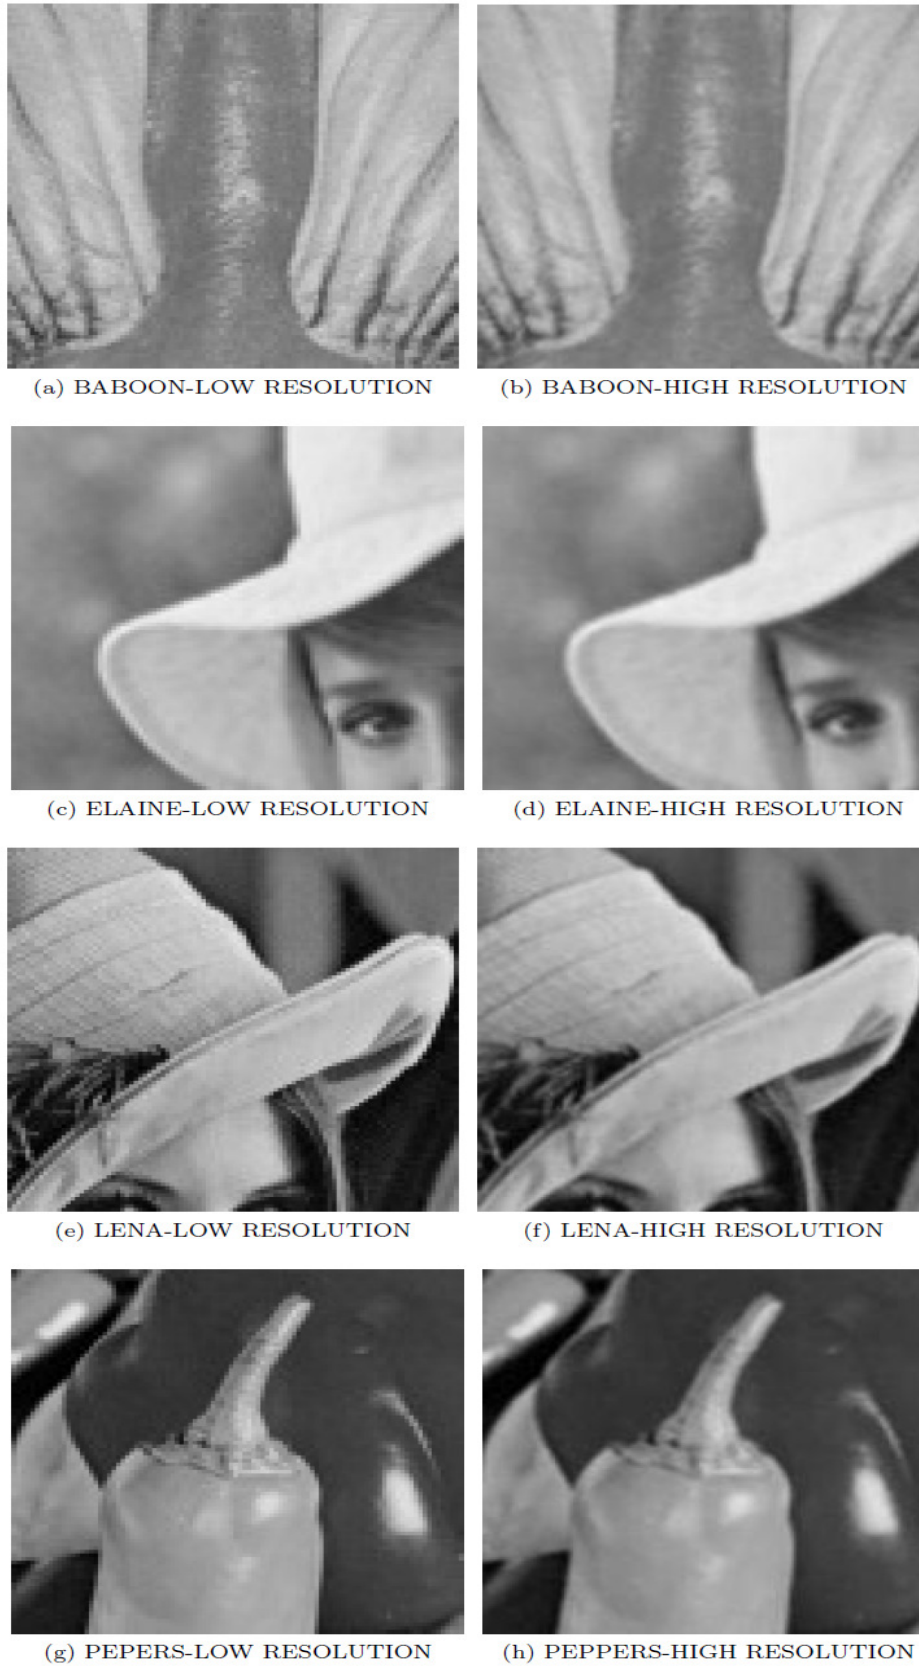 (a) BABOON-LOW RESOLUTION
(b) BABOON-HIGH RESOLUTION
(c) ELAINE-LOW RESOLUTION
(d) ELAINE-HIGH RESOLUTION
(e) LENA-LOW RESOLUTION
(f) LENA-HIGH RESOLUTION
(g) PEPERS-LOW RESOLUTION
(h) PEPPERS-HIGH RESOLUTION